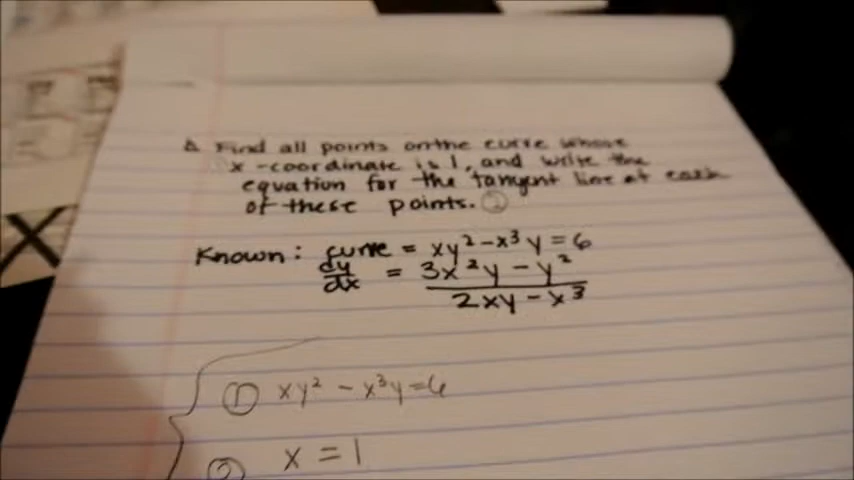 Δ Find all points on the curve whose
x-coordinate is 1, and write the
equation for the tangent line at each
of these points. ②
Known: curve = xy² - x³y = 6
dy/dx = 3x²y - y² / 2xy - x³
① xy² - x³y = 6
② x = 1